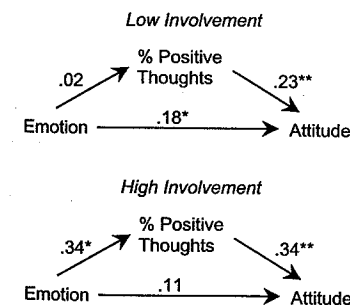 Low Involvement
% Positive
Thoughts
.02
.23**
Emotion
.18*
Attitude
High Involvement
% Positive
Thoughts
.34*
.34**
Emotion
.11
Attitude